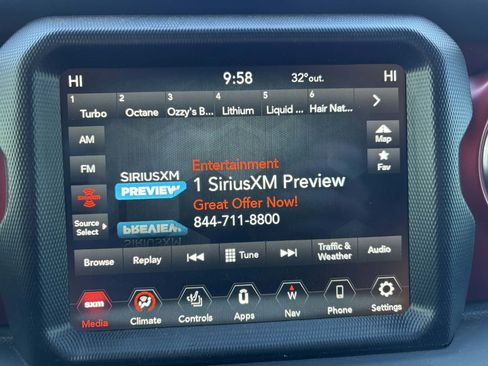 HI 9:58 32°out. HI
1 2 3 4 5 6
Turbo Octane Ozzy's B... Lithium Liquid ... Hair Nat...
AM
Map
FM
Fav
SIRIUSXM
PREVIEW
Entertainment
1 SiriusXM Preview
Great Offer Now!
844-711-8800
SiriusXM
Source
Select
Browse Replay Tune Traffic & Weather Audio
sxm
W
Media Climate Controls Apps Nav Phone Settings